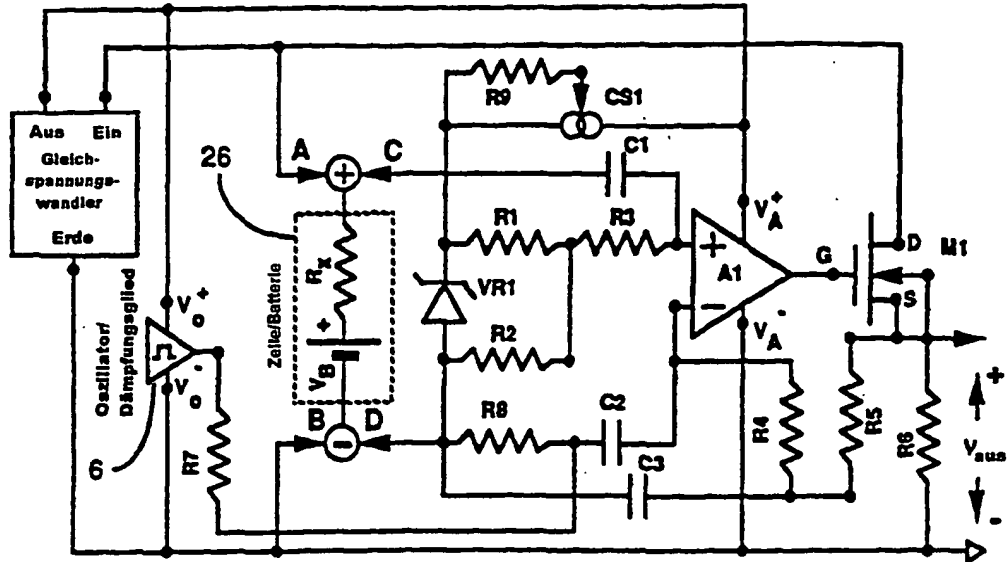 Aus Ein
Gleich-
spannungs-
wandler
Erde
26
A
C
R9
CS1
C1
R1
R3
V_A^+
A1
G
D
M1
S
V_A^-
R_x
Zelle/Batterie
+
V_B
VR1
R2
V_o^+
V_o^-
Oszillator/
Dämpfungsglied
6
R7
B
D
R8
C2
C3
R4
R5
R6
+
V_aus
-